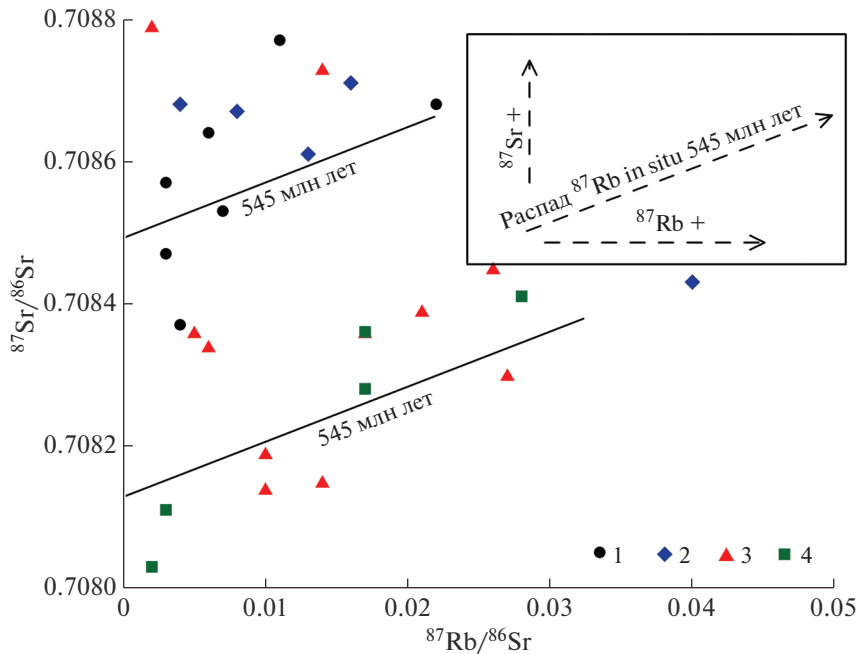 0.7088
0.7086
0.7084
0.7082
0.7080
⁸⁷Sr/⁸⁶Sr
545 млн лет
545 млн лет
⁸⁷Sr +
Распад ⁸⁷Rb in situ 545 млн лет
⁸⁷Rb +
1 2 3 4
0 0.01 0.02 0.03 0.04 0.05
⁸⁷Rb/⁸⁶Sr